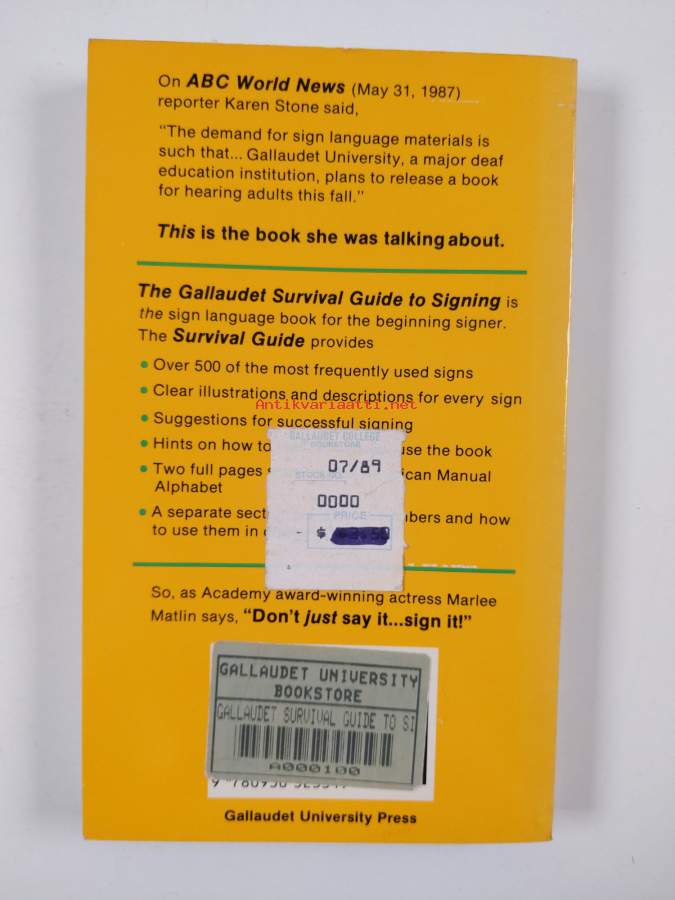 On ABC World News (May 31, 1987)
reporter Karen Stone said,
"The demand for sign language materials is
such that... Gallaudet University, a major deaf
education institution, plans to release a book
for hearing adults this fall."
This is the book she was talking about.
The Gallaudet Survival Guide to Signing is
the sign language book for the beginning signer.
The Survival Guide provides
• Over 500 of the most frequently used signs
• Clear illustrations and descriptions for every sign
Antikvariaatti.net
• Suggestions for successful signing
• Hints on how to use the book
• Two full pages ican Manual
Alphabet
• A separate sect bers and how
to use them in
GALLAUDET COLLEGE
BOOKSTORE
07/89
STOCK NO.
0000
PRICE
$
So, as Academy award-winning actress Marlee
Matlin says, "Don't just say it...sign it!"
GALLAUDET UNIVERSITY
BOOKSTORE
GALLAUDET SURVIVAL GUIDE TO SI
A000100
Gallaudet University Press